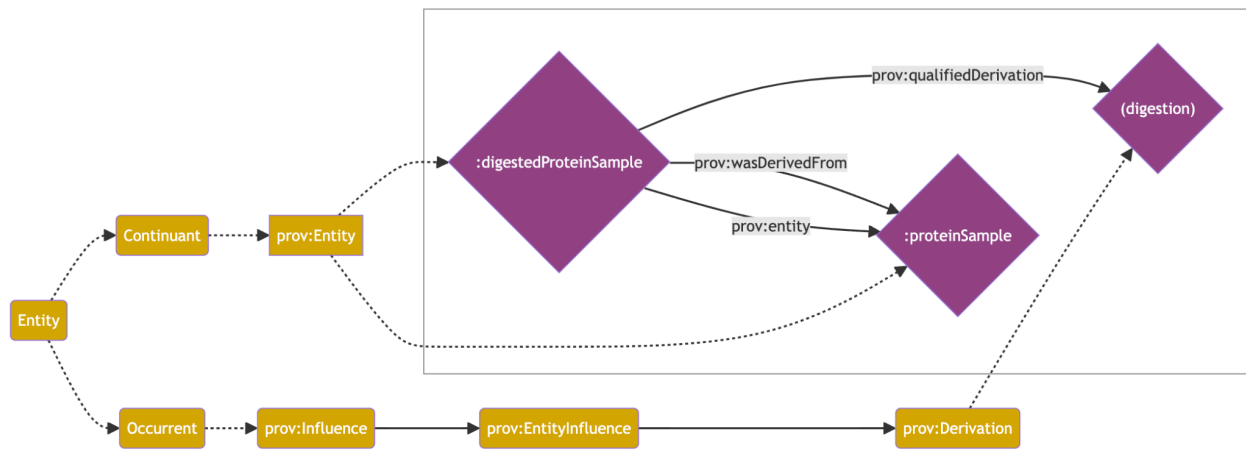 prov:qualifiedDerivation
(digestion)
:digestedProteinSample
prov:wasDerivedFrom
prov:entity
Continuant
prov:Entity
:proteinSample
Entity
Occurrent
prov:Influence
prov:EntityInfluence
prov:Derivation